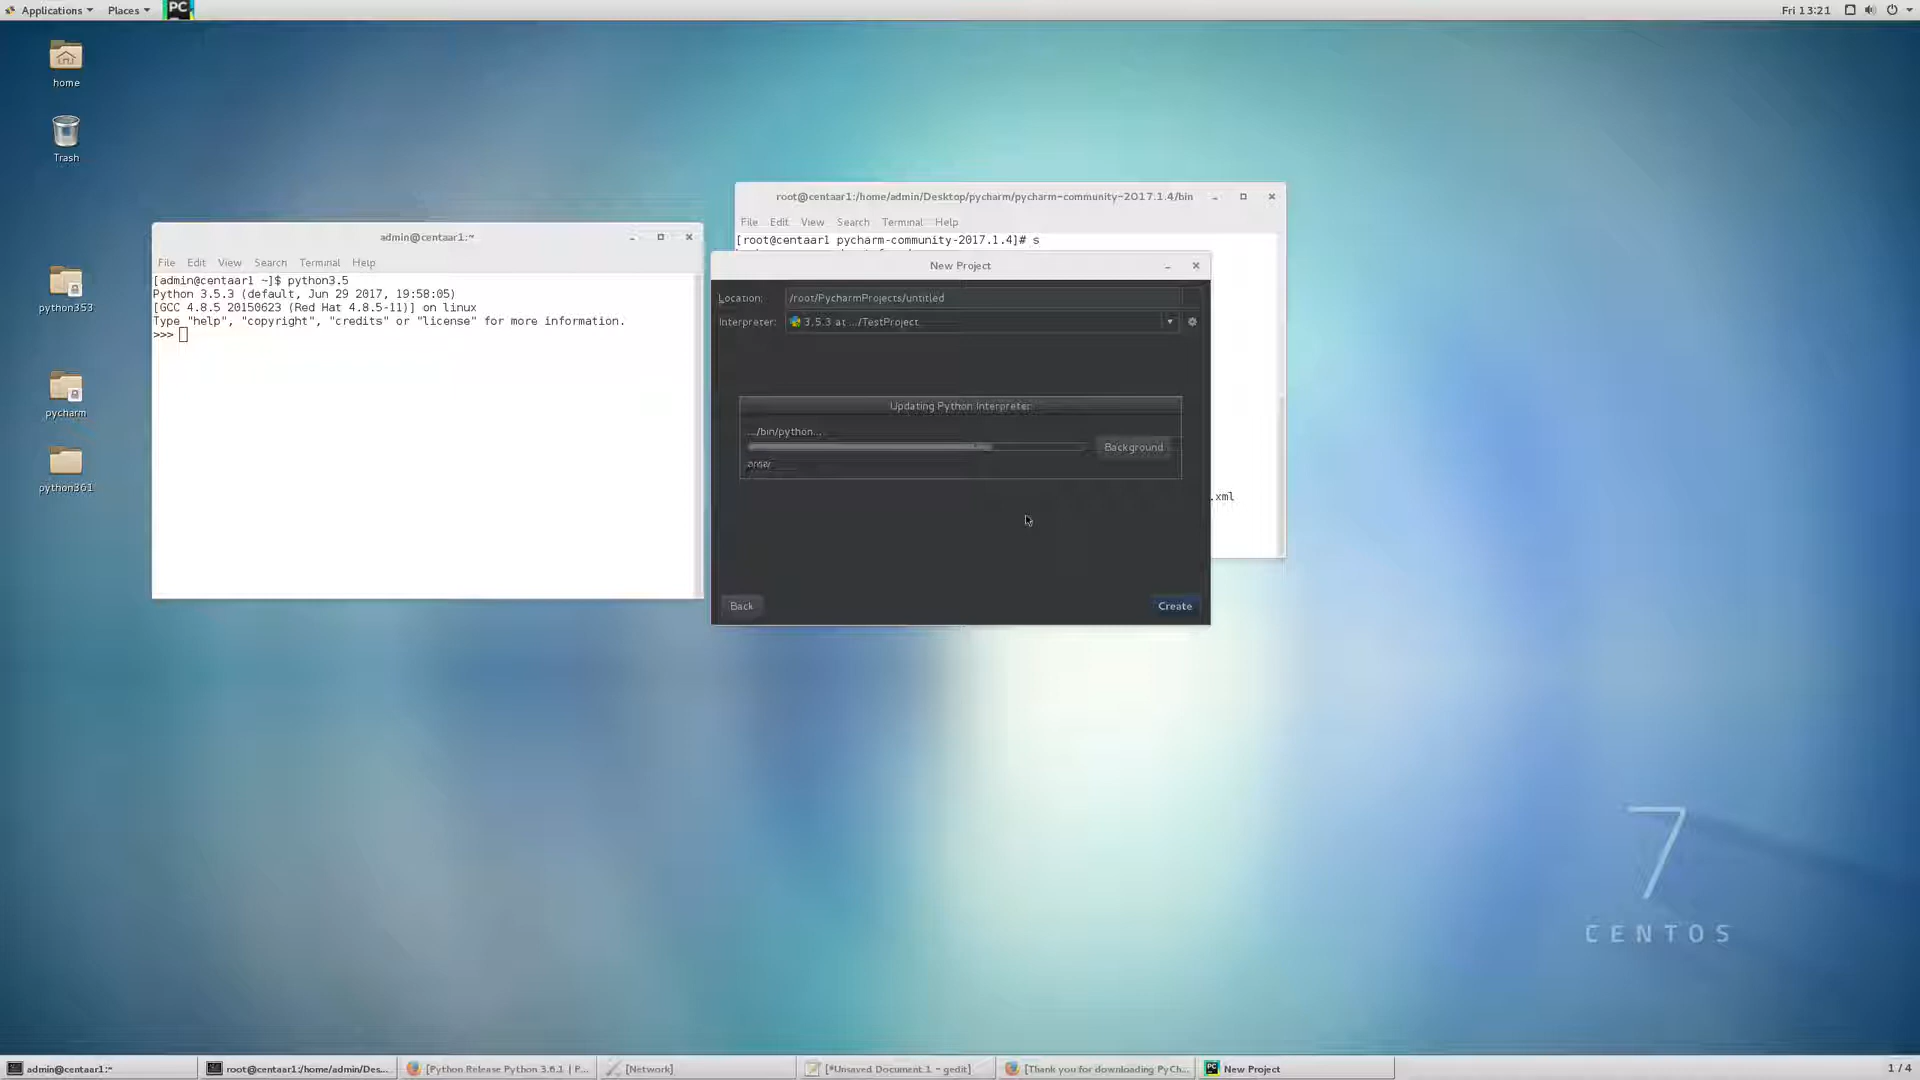 Applications Places PC Fri 13:21
home
Trash
python353
pycharm
python361
admin@centaar1:~
File Edit View Search Terminal Help
[admin@centaar1 ~]$ python3.5
Python 3.5.3 (default, Jun 29 2017, 19:58:05)
[GCC 4.8.5 20150623 (Red Hat 4.8.5-11)] on linux
Type "help", "copyright", "credits" or "license" for more information.
>>>
root@centaar1:/home/admin/Desktop/pycharm/pycharm-community-2017.1.4/bin
File Edit View Search Terminal Help
[root@centaar1 pycharm-community-2017.1.4]# s
.xml
New Project
Location: /root/PycharmProjects/untitled
Interpreter: 3.5.3 at .../TestProject
Updating Python Interpreter
.../bin/python...
Background
Back
Create
7
CENTOS
admin@centaar1:~
root@centaar1:/home/admin/Des...
[Python Release Python 3.6.1 | P...
[Network]
[*Unsaved Document 1 - gedit]
[Thank you for downloading PyCh...
PC New Project
1 / 4